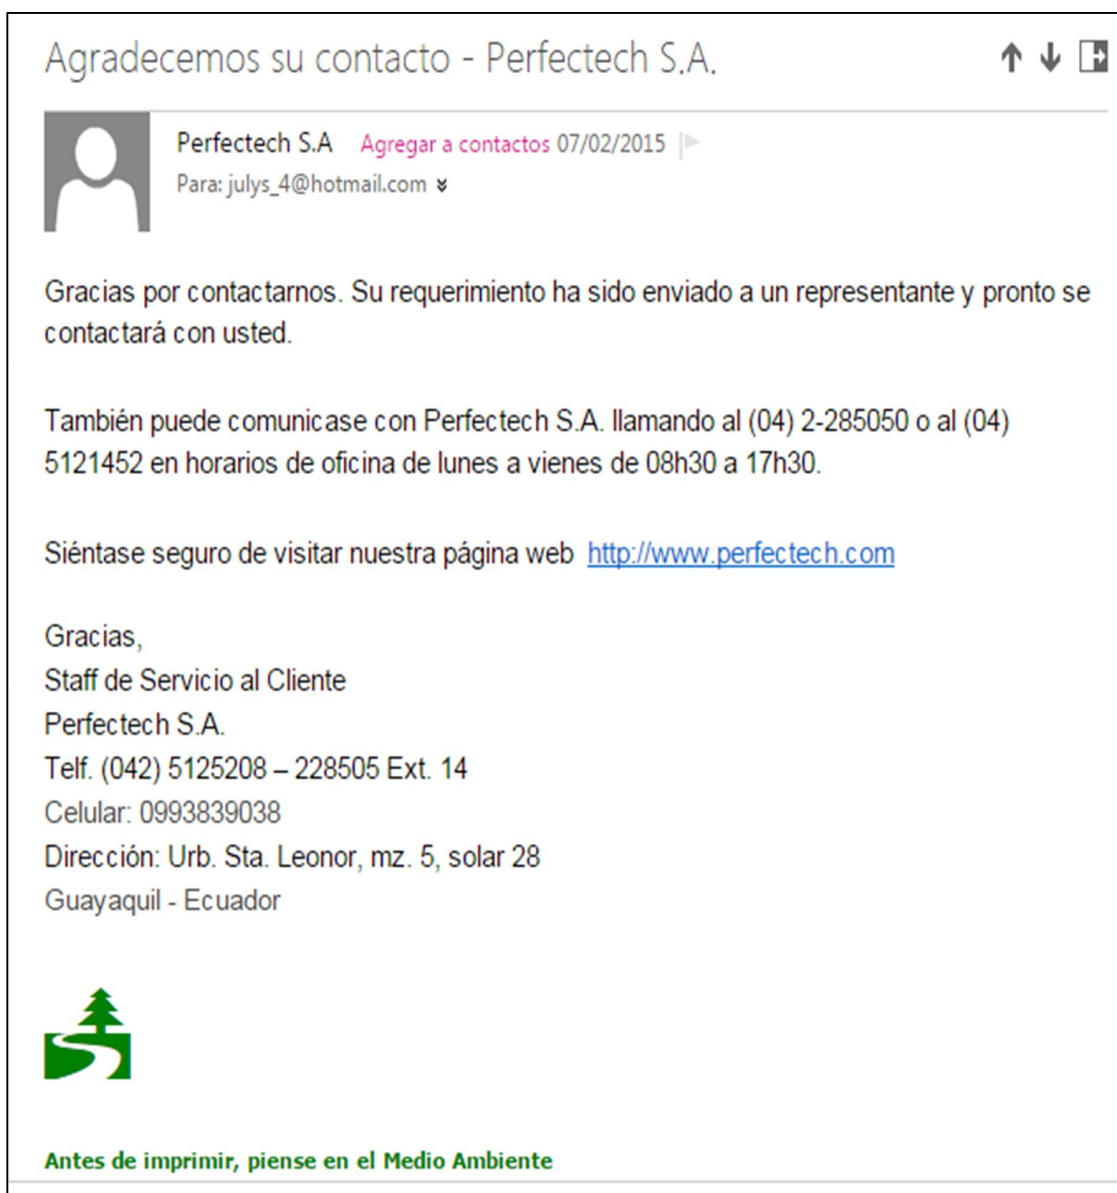 Agradecemos su contacto - Perfectech S.A.
Perfectech S.A Agregar a contactos 07/02/2015
Para: julys_4@hotmail.com
Gracias por contactarnos. Su requerimiento ha sido enviado a un representante y pronto se
contactará con usted.
También puede comunicase con Perfectech S.A. llamando al (04) 2-285050 o al (04)
5121452 en horarios de oficina de lunes a vienes de 08h30 a 17h30.
Siéntase seguro de visitar nuestra página web http://www.perfectech.com
Gracias,
Staff de Servicio al Cliente
Perfectech S.A.
Telf. (042) 5125208 – 228505 Ext. 14
Celular: 0993839038
Dirección: Urb. Sta. Leonor, mz. 5, solar 28
Guayaquil - Ecuador
Antes de imprimir, piense en el Medio Ambiente